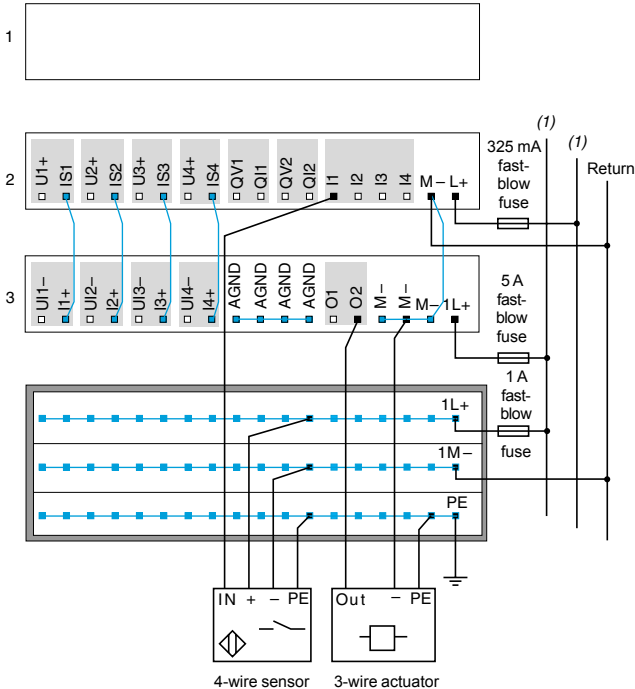 1
(1)
(1)
325 mA
fast-
blow
fuse
Return
2
U1+ IS1 U2+ IS2 U3+ IS3 U4+ IS4 QV1 QI1 QV2 QI2 I1 I2 I3 I4 M– L+
3
UI1– I1+ UI2– I2+ UI3– I3+ UI4– I4+ AGND AGND AGND AGND O1 O2 M– M– M– 1L+
5 A
fast-
blow
fuse
1 A
fast-
blow
fuse
1L+
1M–
PE
IN + – PE
Out – PE
4-wire sensor
3-wire actuator